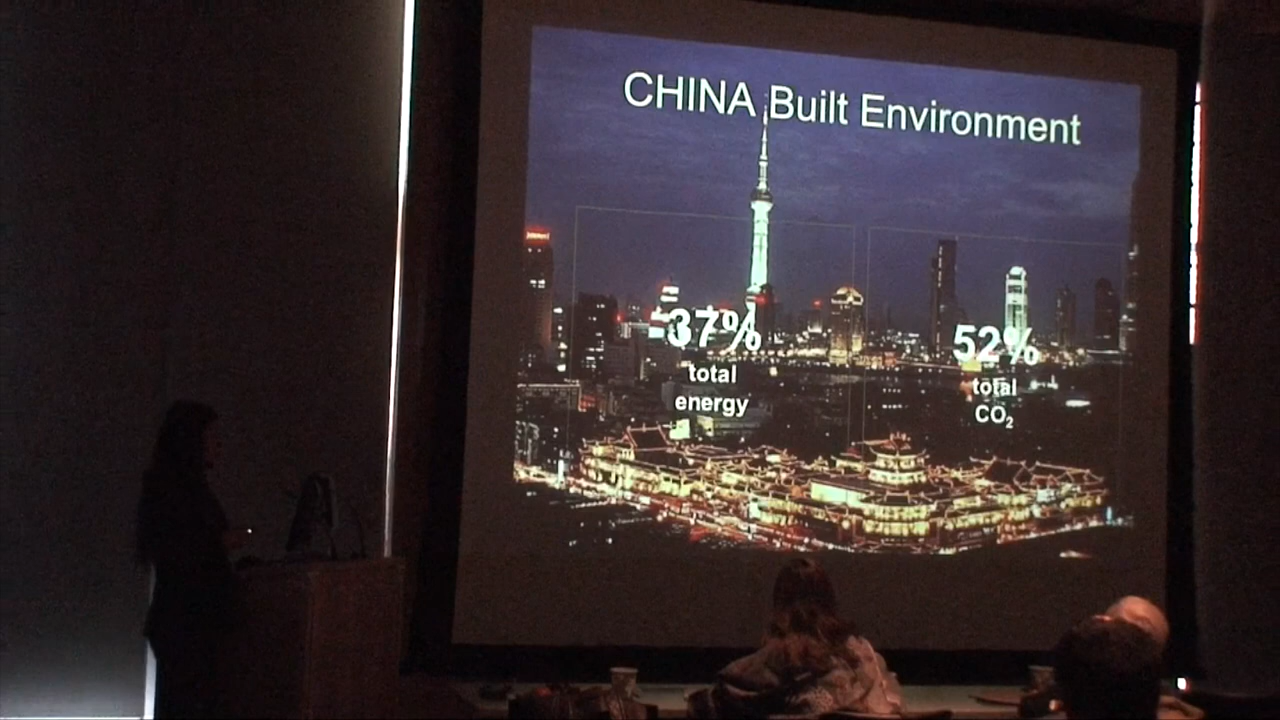 CHINA Built Environment
37%
total
energy
52%
total
CO₂